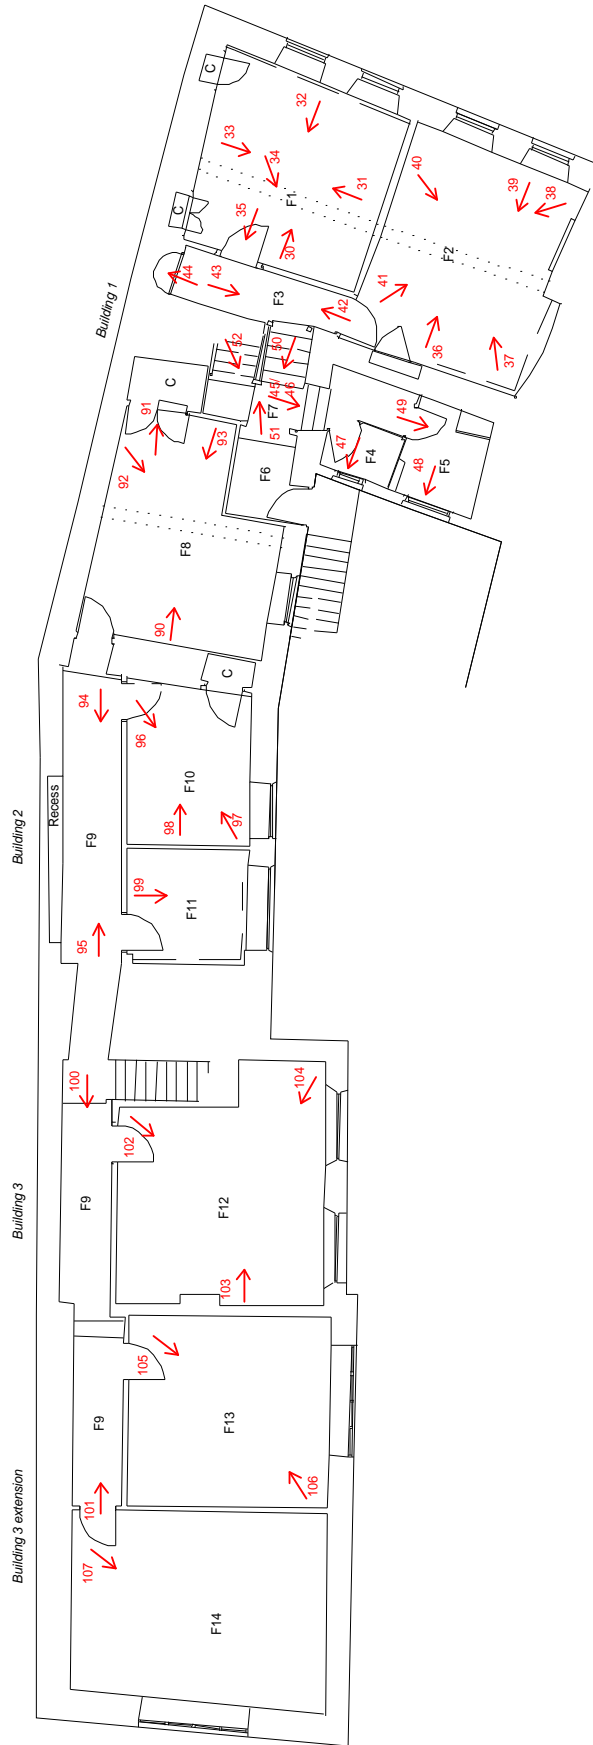 Building 1
Building 2
Building 3
Building 3 extension
C
32
33
34
F1
31
C
35
30
40
39
38
F2
41
36
37
44
43
F3
42
52
50
45/
46
F7
51
49
47
F4
48
F5
C
91
92
93
F6
F8
90
C
94
96
Recess
F9
F10
98
97
99
F11
95
100
102
104
F9
F12
103
105
F9
F13
101
106
107
F14